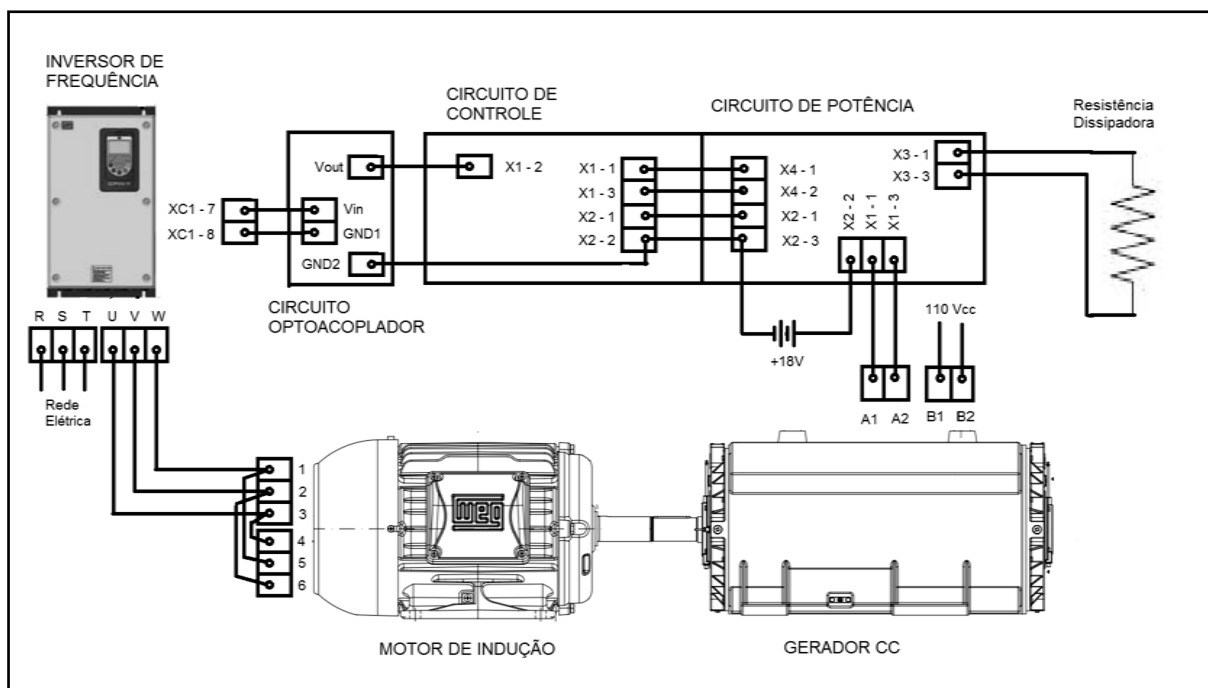 INVERSOR DE
FREQUÊNCIA
CIRCUITO DE
CONTROLE
CIRCUITO DE POTÊNCIA
Resistência
Dissipadora
Vout
X1 - 2
X1 - 1
X1 - 3
X2 - 1
X2 - 2
X4 - 1
X4 - 2
X2 - 1
X2 - 3
X3 - 1
X3 - 3
X2 - 2
X1 - 1
X1 - 3
XC1 - 7
XC1 - 8
Vin
GND1
GND2
CIRCUITO
OPTOACOPLADOR
R S T U V W
Rede
Elétrica
+18V
110 Vcc
A1 A2 B1 B2
1
2
3
4
5
6
WEG
MOTOR DE INDUÇÃO
GERADOR CC